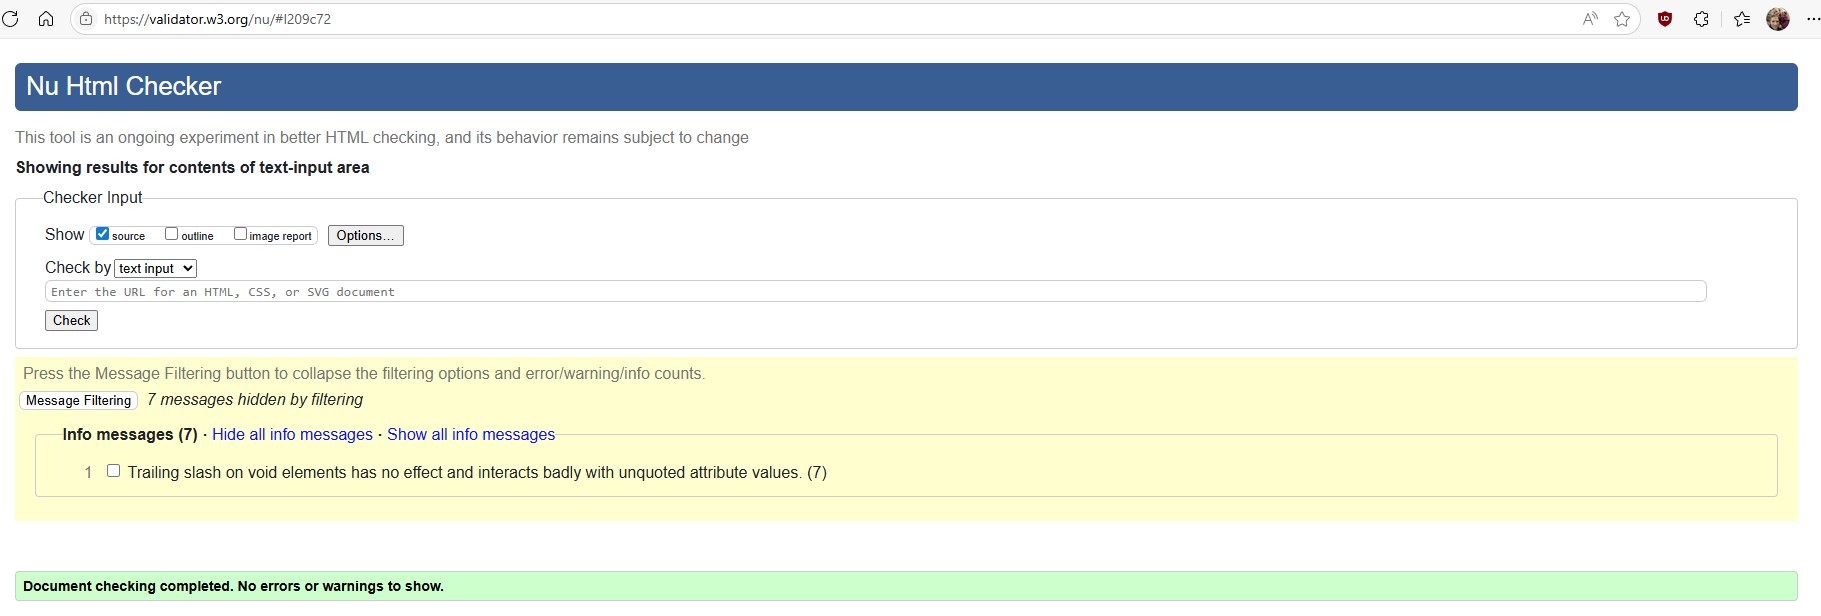 https://validator.w3.org/nu/#l209c72
Nu Html Checker
This tool is an ongoing experiment in better HTML checking, and its behavior remains subject to change
Showing results for contents of text-input area
Checker Input
Show source outline image report Options...
Check by text input
Enter the URL for an HTML, CSS, or SVG document
Check
Press the Message Filtering button to collapse the filtering options and error/warning/info counts.
Message Filtering 7 messages hidden by filtering
Info messages (7) · Hide all info messages · Show all info messages
1 Trailing slash on void elements has no effect and interacts badly with unquoted attribute values. (7)
Document checking completed. No errors or warnings to show.